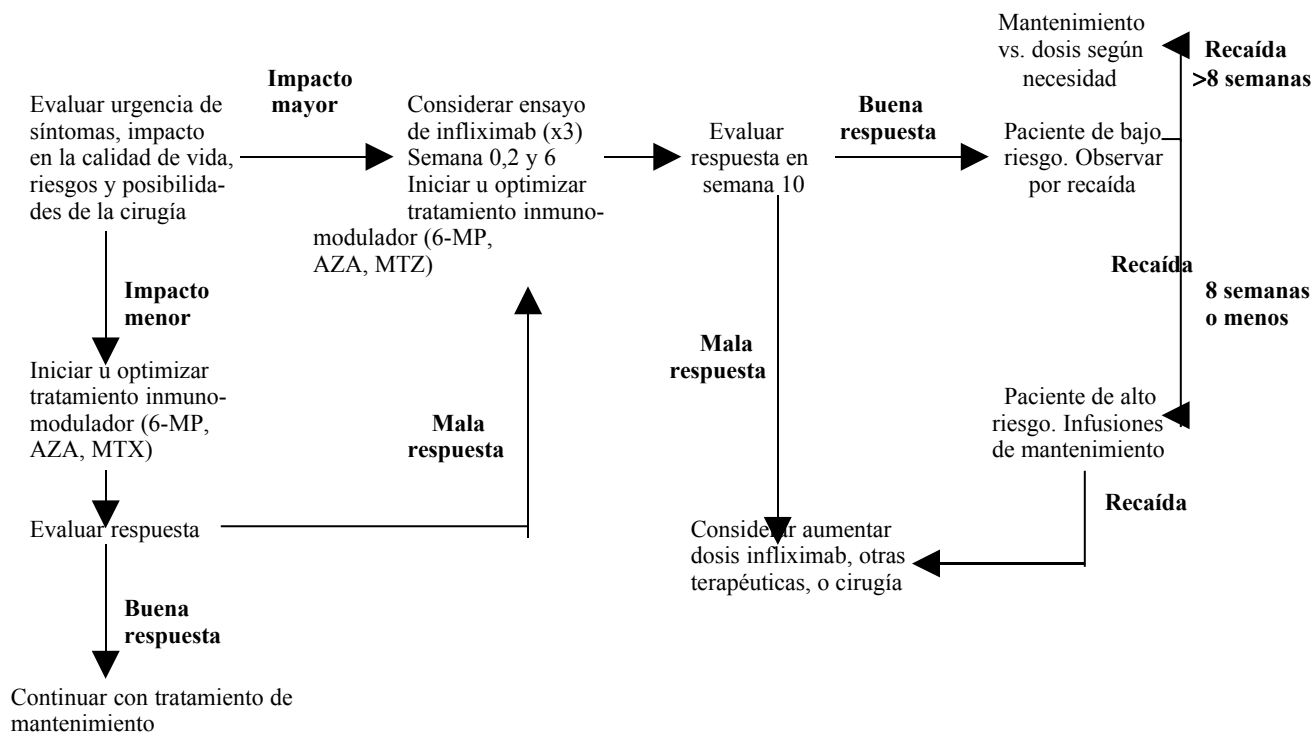 Evaluar urgencia de
síntomas, impacto
en la calidad de vida,
riesgos y posibilida-
des de la cirugía
Impacto
mayor
Considerar ensayo
de infliximab (x3)
Semana 0,2 y 6
Iniciar u optimizar
tratamiento inmuno-
modulador (6-MP,
AZA, MTZ)
Evaluar
respuesta en
semana 10
Buena
respuesta
Paciente de bajo
riesgo. Observar
por recaída
Mantenimiento
vs. dosis según
necesidad
Recaída
>8 semanas
Recaída
8 semanas
o menos
Impacto
menor
Iniciar u optimizar
tratamiento inmuno-
modulador (6-MP,
AZA, MTX)
Mala
respuesta
Mala
respuesta
Paciente de alto
riesgo. Infusiones
de mantenimiento
Recaída
Evaluar respuesta
Considerar aumentar
dosis infliximab, otras
terapéuticas, o cirugía
Buena
respuesta
Continuar con tratamiento de
mantenimiento